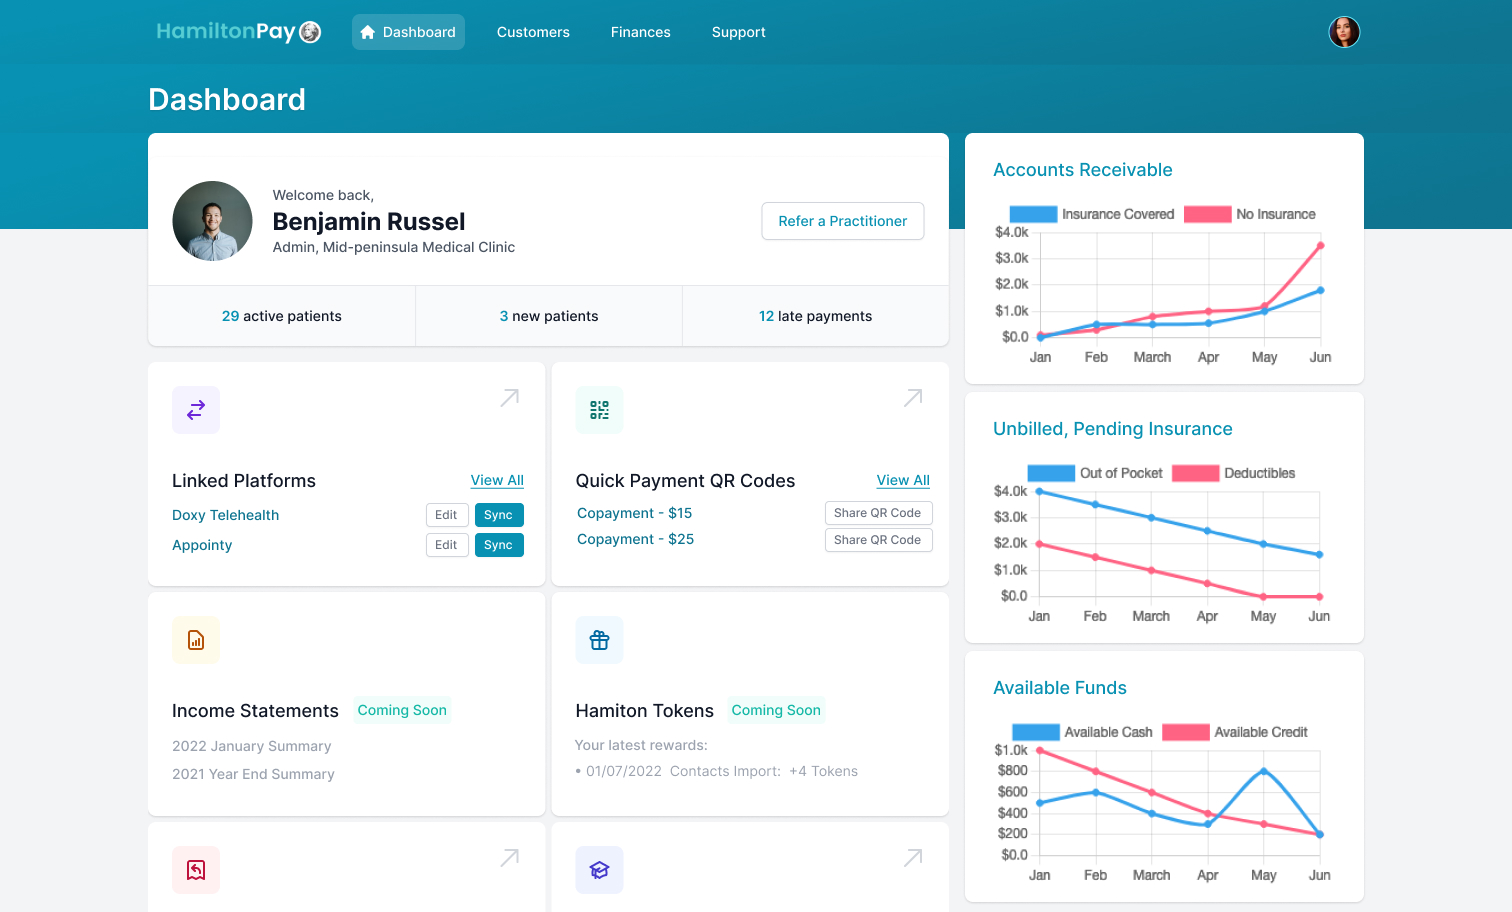 HamiltonPay
Dashboard
Customers
Finances
Support
Dashboard
Welcome back,
Benjamin Russel
Admin, Mid-peninsula Medical Clinic
Refer a Practitioner
29 active patients
3 new patients
12 late payments
Linked Platforms
View All
Doxy Telehealth
Edit
Sync
Appointy
Edit
Sync
Quick Payment QR Codes
View All
Copayment - $15
Share QR Code
Copayment - $25
Share QR Code
Income Statements
Coming Soon
2022 January Summary
2021 Year End Summary
Hamiton Tokens
Coming Soon
Your latest rewards:
• 01/07/2022 Contacts Import: +4 Tokens
Accounts Receivable
Insurance Covered
No Insurance
$4.0k
$3.0k
$2.0k
$1.0k
$0.0
Jan Feb March Apr May Jun
Unbilled, Pending Insurance
Out of Pocket
Deductibles
$4.0k
$3.0k
$2.0k
$1.0k
$0.0
Jan Feb March Apr May Jun
Available Funds
Available Cash
Available Credit
$1.0k
$800
$600
$400
$200
$0.0
Jan Feb March Apr May Jun